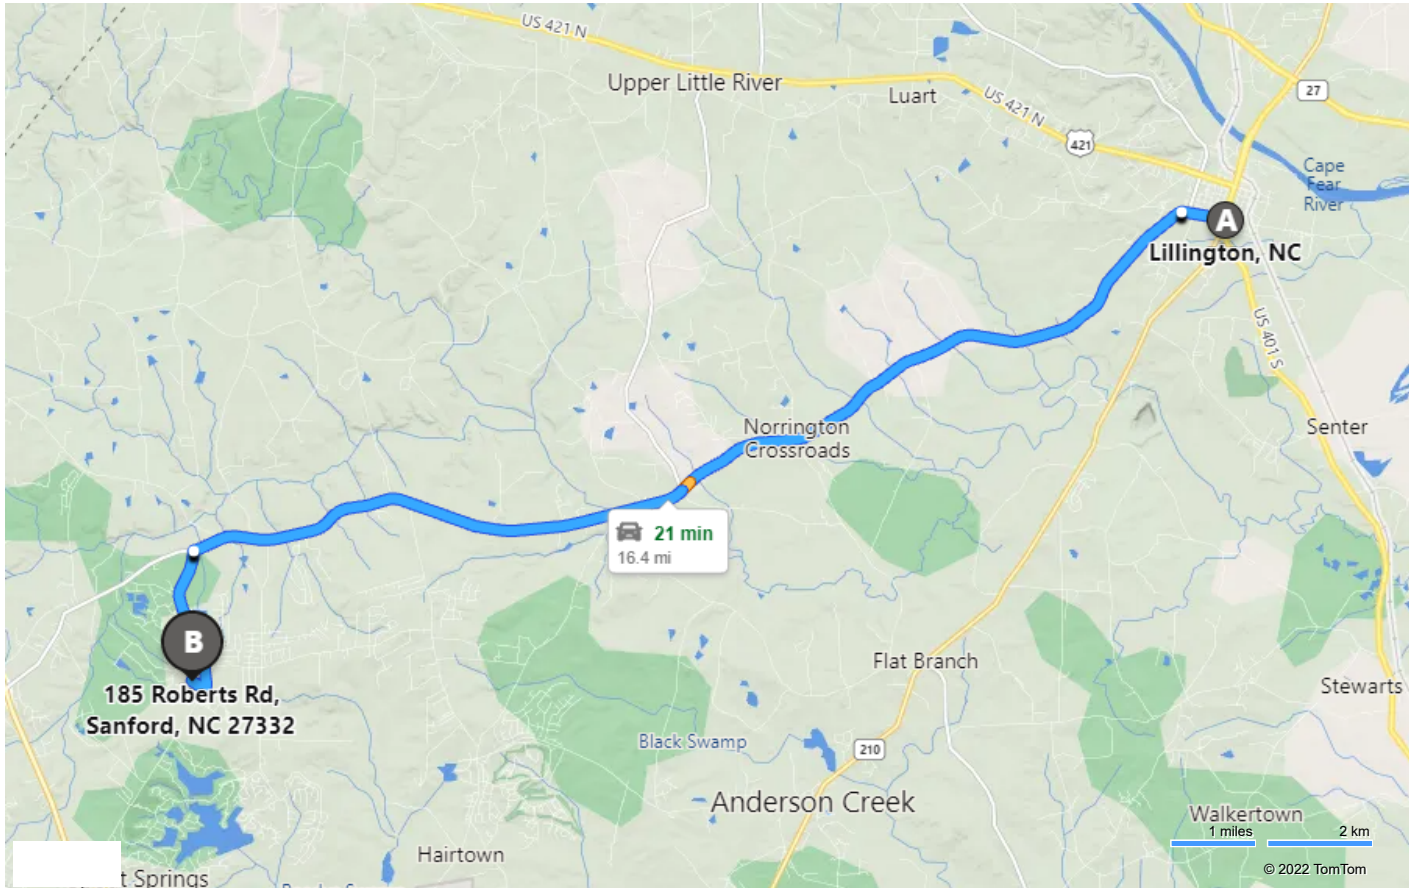 US 421 N
Upper Little River
Luart
US 421 N
27
421
Cape
Fear
River
A
Lillington, NC
US 401 S
Norrington
Crossroads
Senter
21 min
16.4 mi
B
185 Roberts Rd,
Sanford, NC 27332
Flat Branch
Stewarts
Black Swamp
210
Anderson Creek
Walkertown
1 miles
2 km
Hairtown
© 2022 TomTom
t Springs